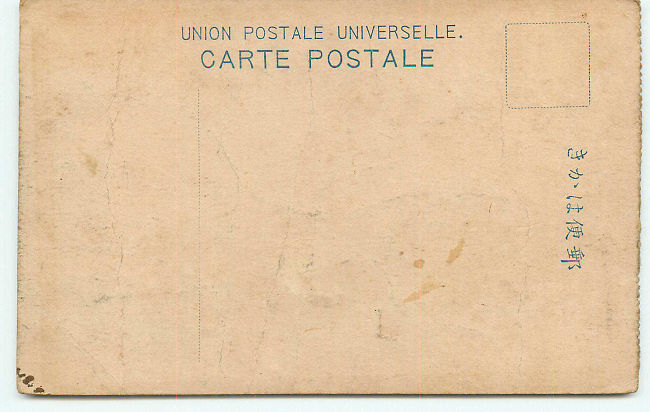 UNION POSTALE UNIVERSELLE.
CARTE POSTALE
郵便はかき